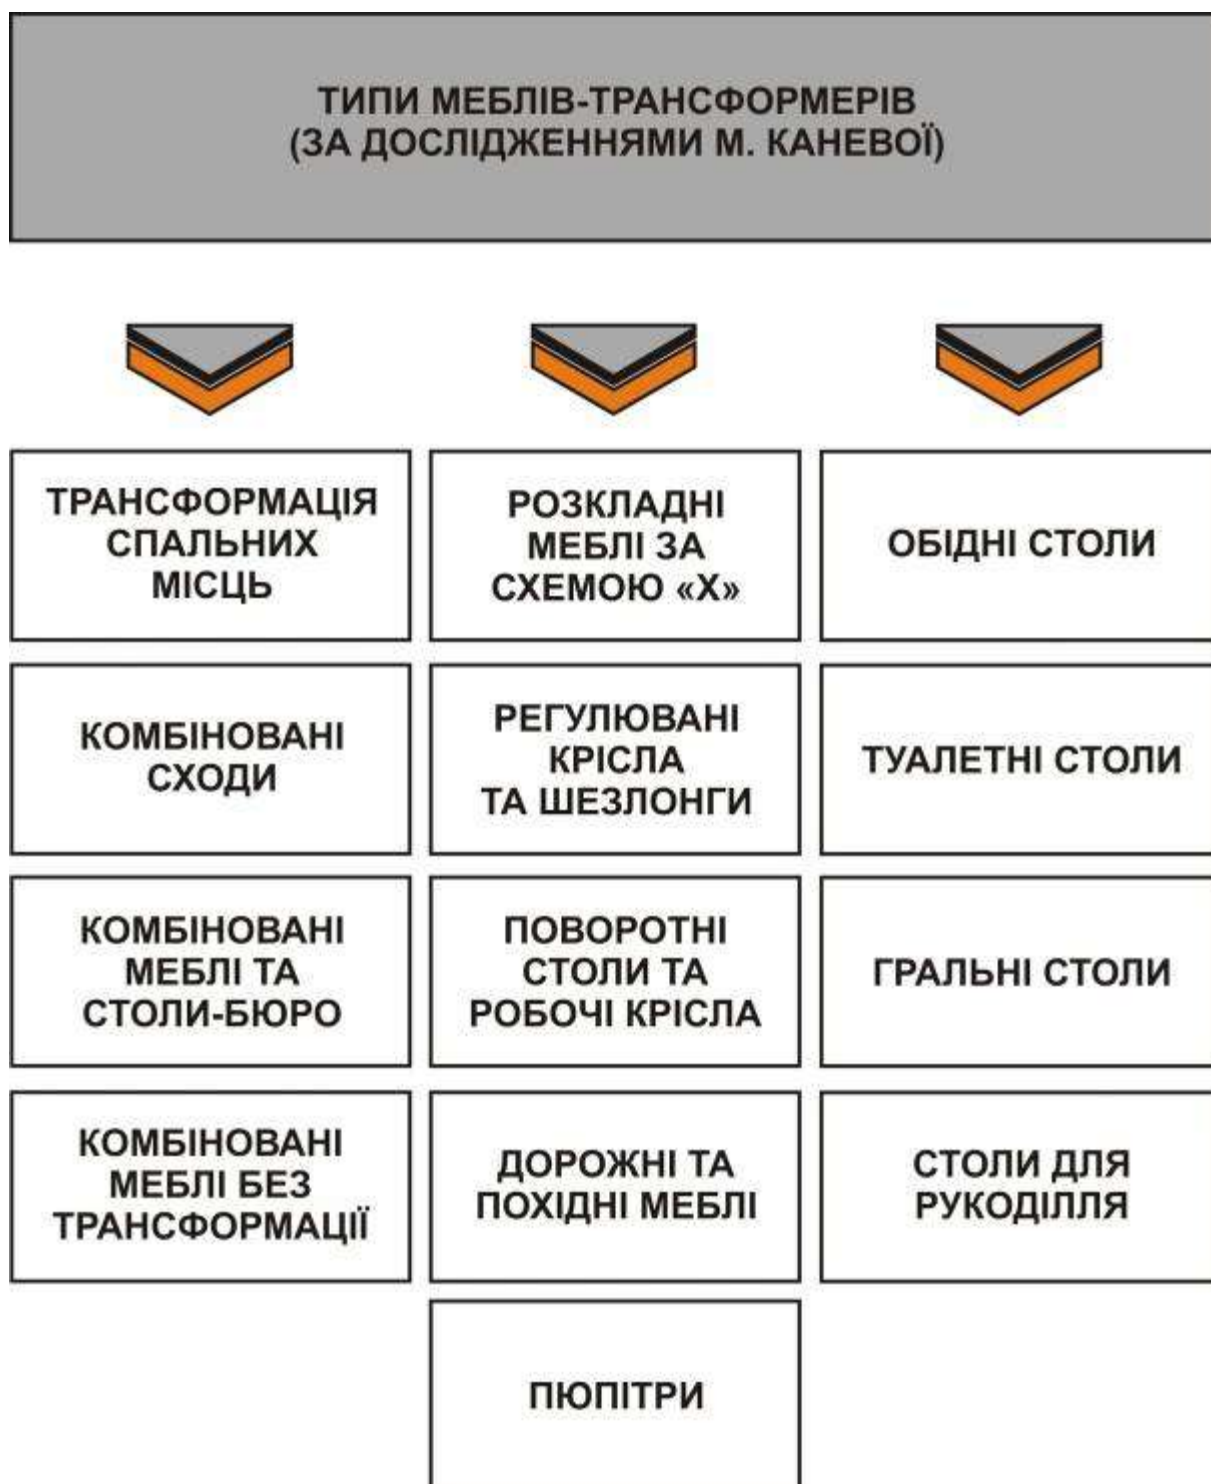 ТИПИ МЕБЛІВ-ТРАНСФОРМЕРІВ
(ЗА ДОСЛІДЖЕННЯМИ М. КАНЕВОЇ)
ТРАНСФОРМАЦІЯ
СПАЛЬНИХ
МІСЦЬ
РОЗКЛАДНІ
МЕБЛІ ЗА
СХЕМОЮ «Х»
ОБІДНІ СТОЛИ
КОМБІНОВАНІ
СХОДИ
РЕГУЛЮВАНІ
КРІСЛА
ТА ШЕЗЛОНГИ
ТУАЛЕТНІ СТОЛИ
КОМБІНОВАНІ
МЕБЛІ ТА
СТОЛИ-БЮРО
ПОВОРОТНІ
СТОЛИ ТА
РОБОЧІ КРІСЛА
ГРАЛЬНІ СТОЛИ
КОМБІНОВАНІ
МЕБЛІ БЕЗ
ТРАНСФОРМАЦІЇ
ДОРОЖНІ ТА
ПОХІДНІ МЕБЛІ
СТОЛИ ДЛЯ
РУКОДІЛЛЯ
ПЮПІТРИ